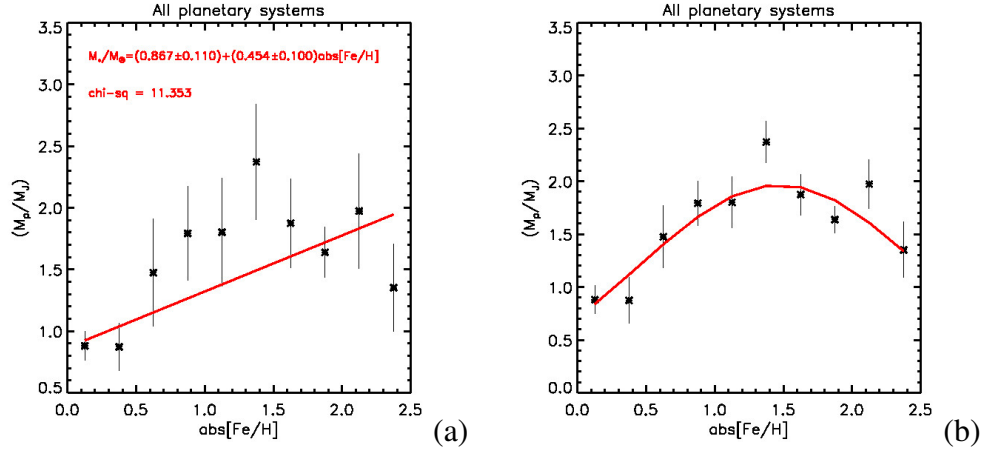 All planetary systems
M⋆/M⊙=(0.867±0.110)+(0.454±0.100)abs[Fe/H]
chi-sq = 11.353
3.5
3.0
2.5
2.0
1.5
1.0
0.5
(Mp/MJ)
0.0 0.5 1.0 1.5 2.0 2.5
abs[Fe/H]
(a)
All planetary systems
3.5
3.0
2.5
2.0
1.5
1.0
0.5
0.0
(Mp/MJ)
0.0 0.5 1.0 1.5 2.0 2.5
abs[Fe/H]
(b)